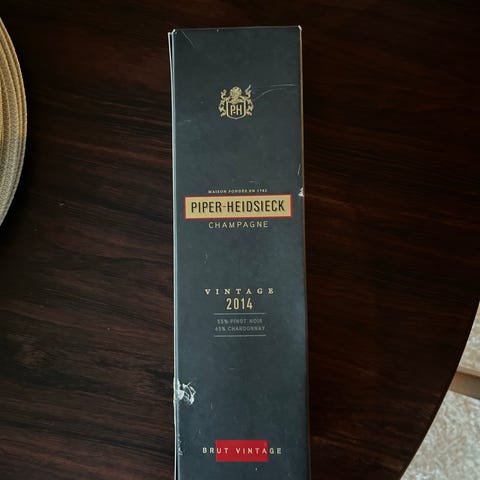 PH
MAISON FONDÉE EN 1785
PIPER-HEIDSIECK
CHAMPAGNE
VINTAGE
2014
55% PINOT NOIR
45% CHARDONNAY
BRUT VINTAGE